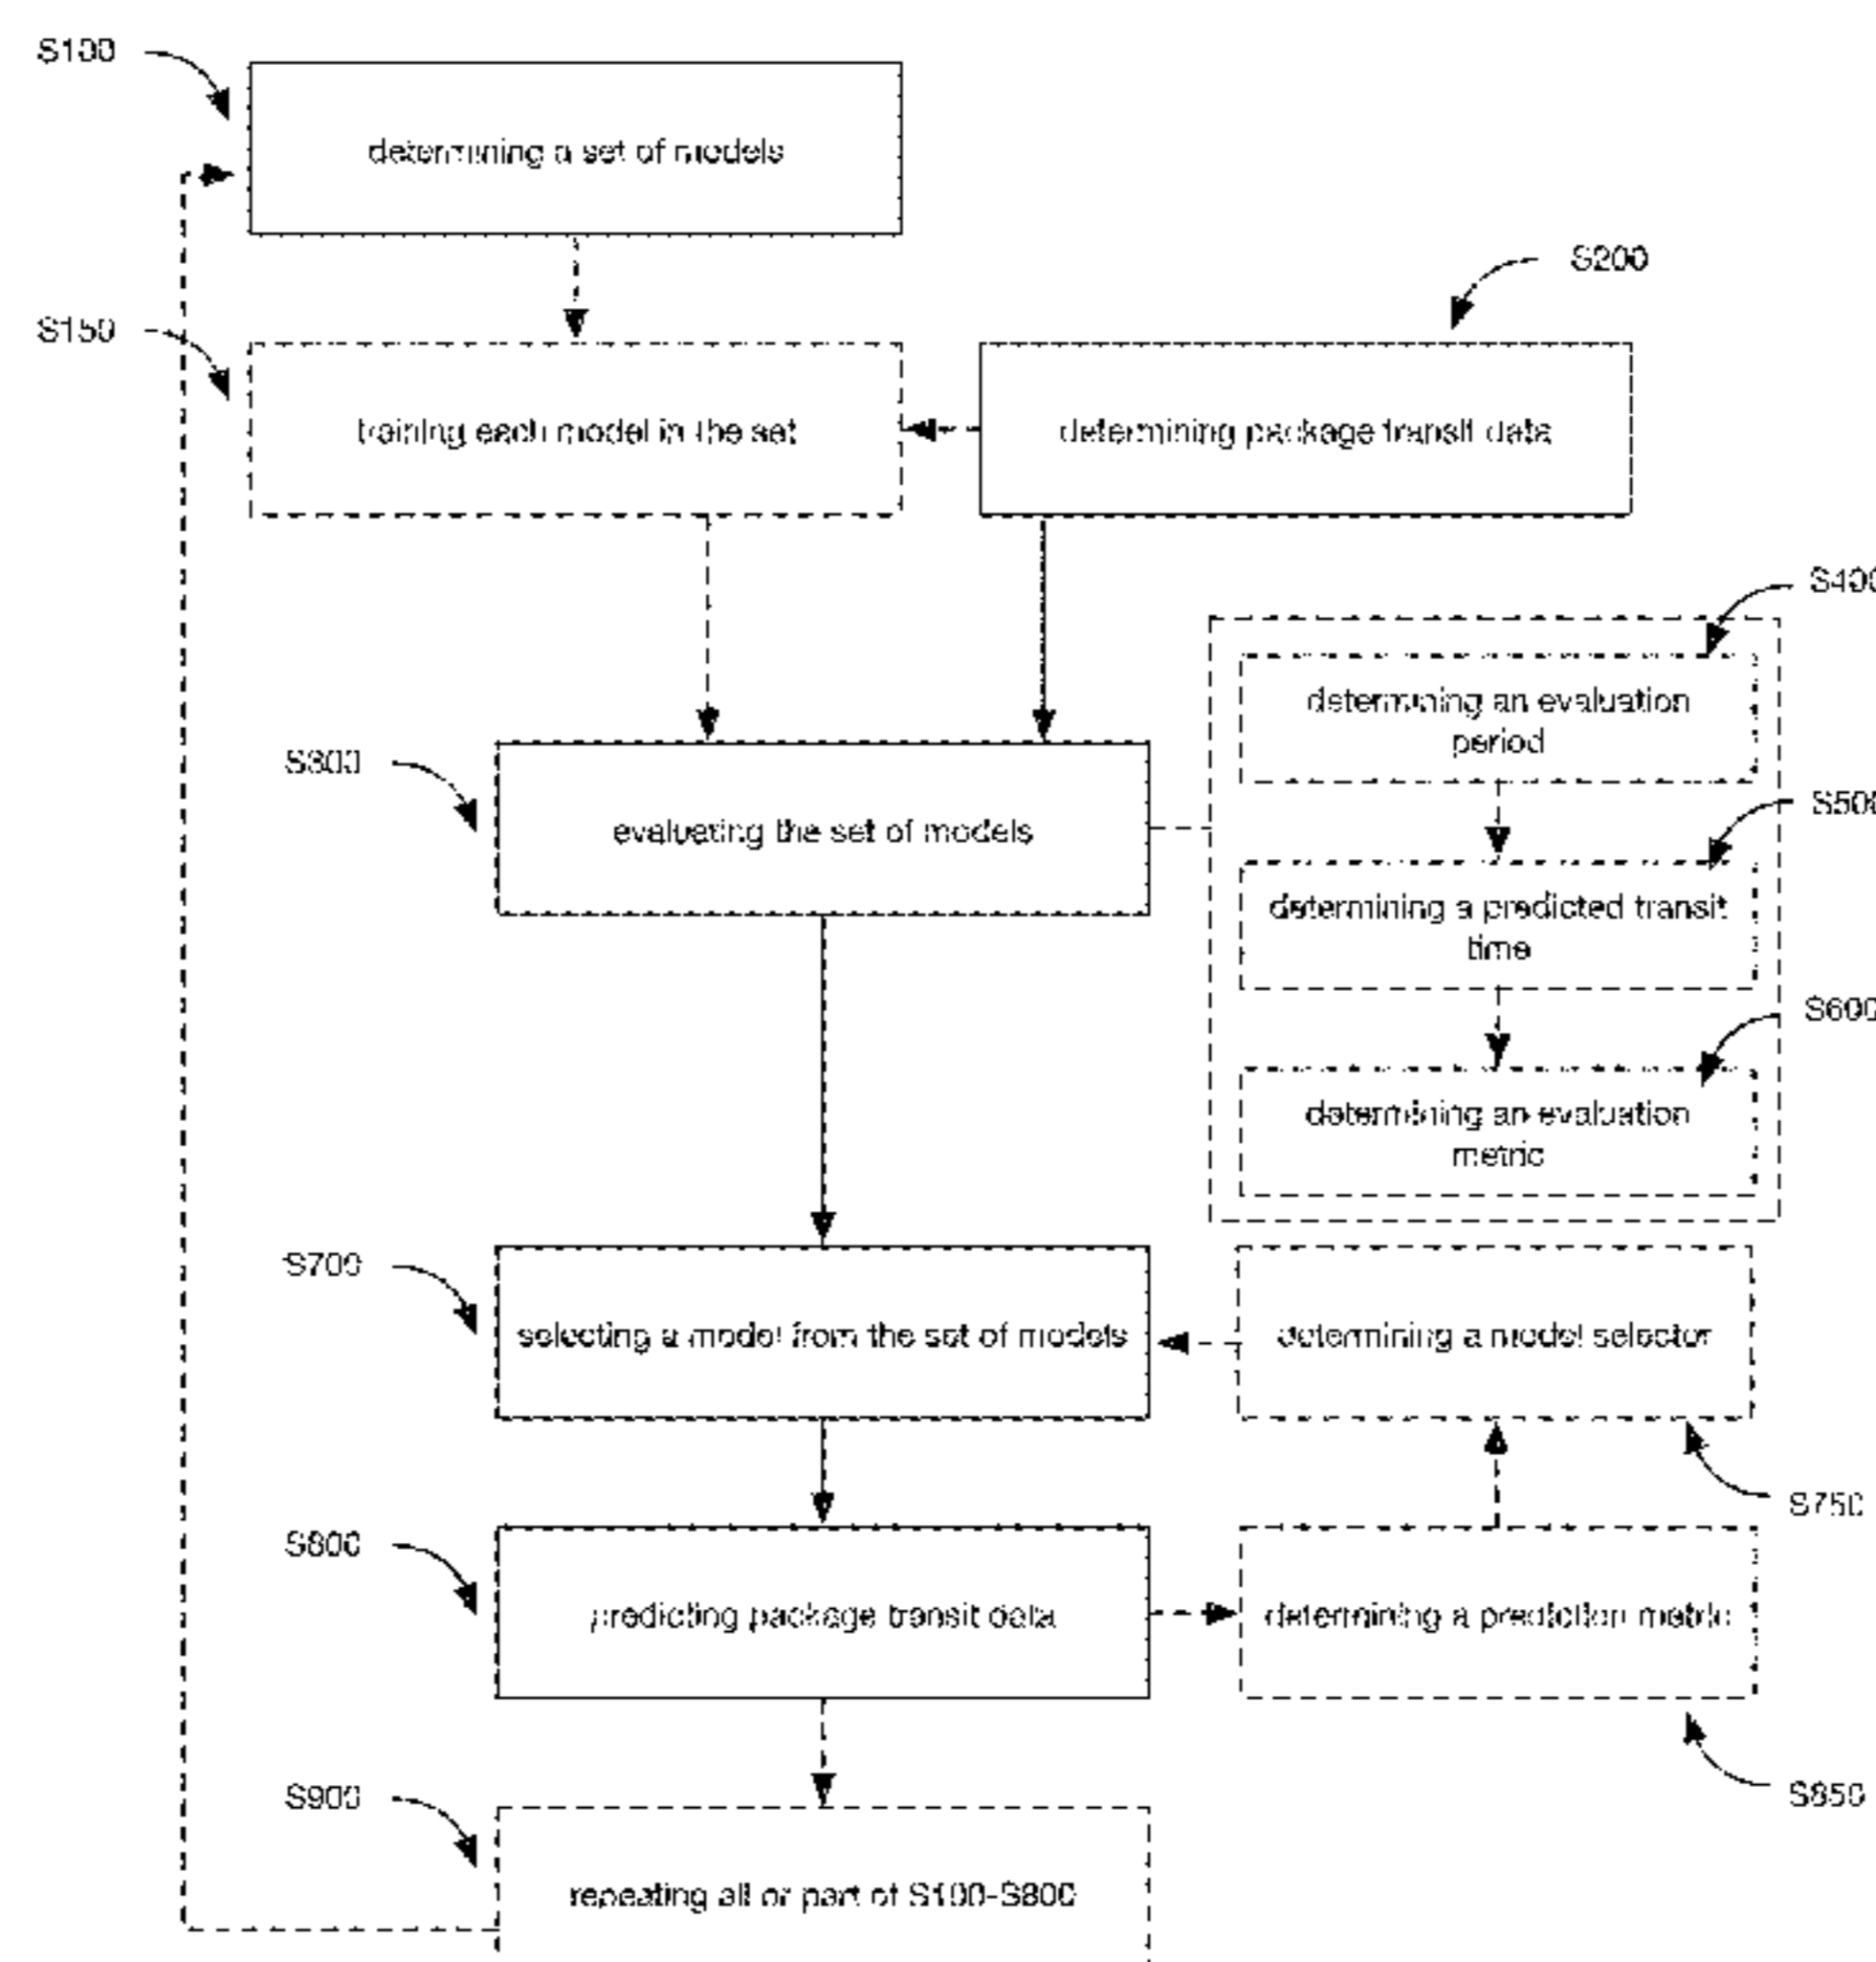 S100
determining a set of models
S200
S150
training each model in the set
determining package transit data
S400
determining an evaluation
period
S300
evaluating the set of models
S500
determining a predicted transit
time
S600
determining an evaluation
metric
S700
selecting a model from the set of models
determining a model selector
S750
S800
predicting package transit data
determining a prediction metric
S850
S900
repeating all or part of S100-S800